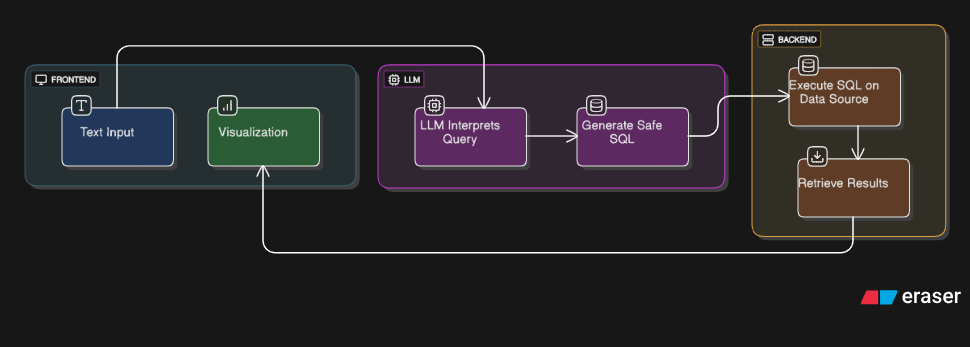 FRONTEND
Text Input
Visualization
LLM
LLM Interprets
Query
Generate Safe
SQL
BACKEND
Execute SQL on
Data Source
Retrieve Results
eraser